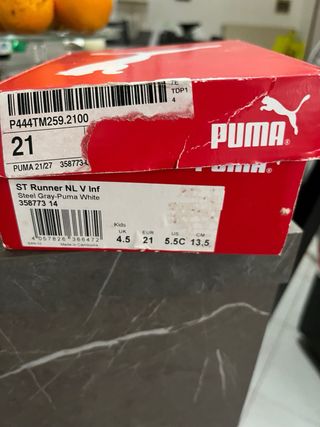 TE
TDP1
4
P444TM259.2100
21
PUMA 21/27 358773-
PUMA
PUMA
ST Runner NL V Inf
Steel Gray-Puma White
358773 14
Kids
UK EUR US CM
4.5 21 5.5C 13.5
4 057826 366472
Made in Cambodia